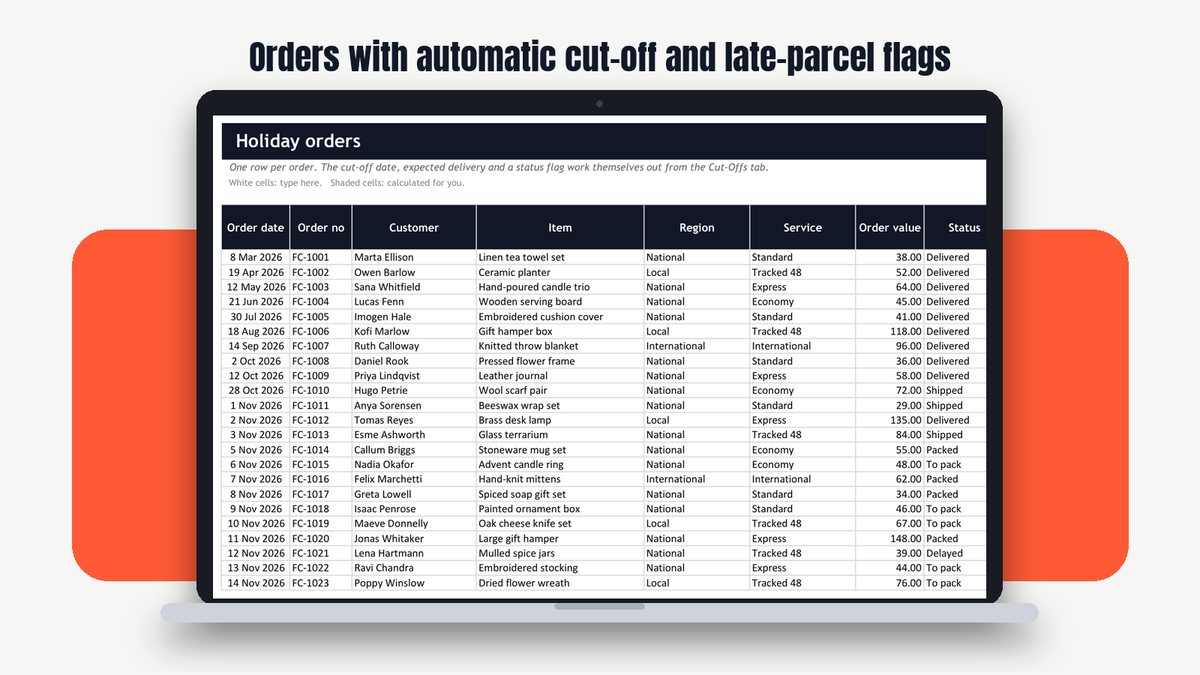 Orders with automatic cut-off and late-parcel flags
Holiday orders
One row per order. The cut-off date, expected delivery and a status flag work themselves out from the Cut-Offs tab.
White cells: type here. Shaded cells: calculated for you.
Order date Order no Customer Item Region Service Order value Status
8 Mar 2026 FC-1001 Marta Ellison Linen tea towel set National Standard 38.00 Delivered
19 Apr 2026 FC-1002 Owen Barlow Ceramic planter Local Tracked 48 52.00 Delivered
12 May 2026 FC-1003 Sana Whitfield Hand-poured candle trio National Express 64.00 Delivered
21 Jun 2026 FC-1004 Lucas Fenn Wooden serving board National Economy 45.00 Delivered
30 Jul 2026 FC-1005 Imogen Hale Embroidered cushion cover National Standard 41.00 Delivered
18 Aug 2026 FC-1006 Kofi Marlow Gift hamper box Local Tracked 48 118.00 Delivered
14 Sep 2026 FC-1007 Ruth Calloway Knitted throw blanket International International 96.00 Delivered
2 Oct 2026 FC-1008 Daniel Rook Pressed flower frame National Standard 36.00 Delivered
12 Oct 2026 FC-1009 Priya Lindqvist Leather journal National Express 58.00 Delivered
28 Oct 2026 FC-1010 Hugo Petrie Wool scarf pair National Economy 72.00 Shipped
1 Nov 2026 FC-1011 Anya Sorensen Beeswax wrap set National Standard 29.00 Shipped
2 Nov 2026 FC-1012 Tomas Reyes Brass desk lamp Local Express 135.00 Delivered
3 Nov 2026 FC-1013 Esme Ashworth Glass terrarium National Tracked 48 84.00 Shipped
5 Nov 2026 FC-1014 Callum Briggs Stoneware mug set National Economy 55.00 Packed
6 Nov 2026 FC-1015 Nadia Okafor Advent candle ring National Economy 48.00 To pack
7 Nov 2026 FC-1016 Felix Marchetti Hand-knit mittens International International 62.00 Packed
8 Nov 2026 FC-1017 Greta Lowell Spiced soap gift set National Standard 34.00 Packed
9 Nov 2026 FC-1018 Isaac Penrose Painted ornament box National Standard 46.00 To pack
10 Nov 2026 FC-1019 Maeve Donnelly Oak cheese knife set Local Tracked 48 67.00 To pack
11 Nov 2026 FC-1020 Jonas Whitaker Large gift hamper National Express 148.00 Packed
12 Nov 2026 FC-1021 Lena Hartmann Mulled spice jars National Tracked 48 39.00 Delayed
13 Nov 2026 FC-1022 Ravi Chandra Embroidered stocking National Express 44.00 To pack
14 Nov 2026 FC-1023 Poppy Winslow Dried flower wreath Local Tracked 48 76.00 To pack